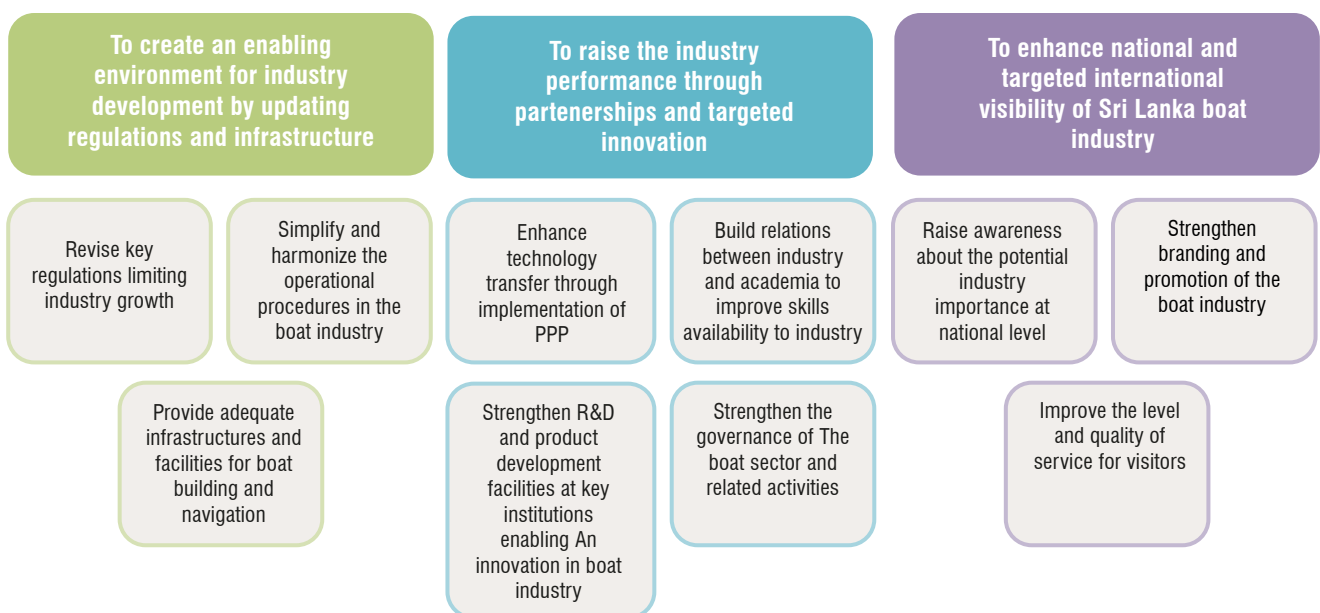 To create an enabling
environment for industry
development by updating
regulations and infrastructure
To raise the industry
performance through
partenerships and targeted
innovation
To enhance national and
targeted international
visibility of Sri Lanka boat
industry
Revise key
regulations limiting
industry growth
Simplify and
harmonize the
operational
procedures in the
boat industry
Provide adequate
infrastructures and
facilities for boat
building and
navigation
Enhance
technology
transfer through
implementation of
PPP
Build relations
between industry
and academia to
improve skills
availability to industry
Strengthen R&D
and product
development
facilities at key
institutions
enabling An
innovation in boat
industry
Strengthen the
governance of The
boat sector and
related activities
Raise awareness
about the potential
industry
importance at
national level
Strengthen
branding and
promotion of the
boat industry
Improve the level
and quality of
service for visitors